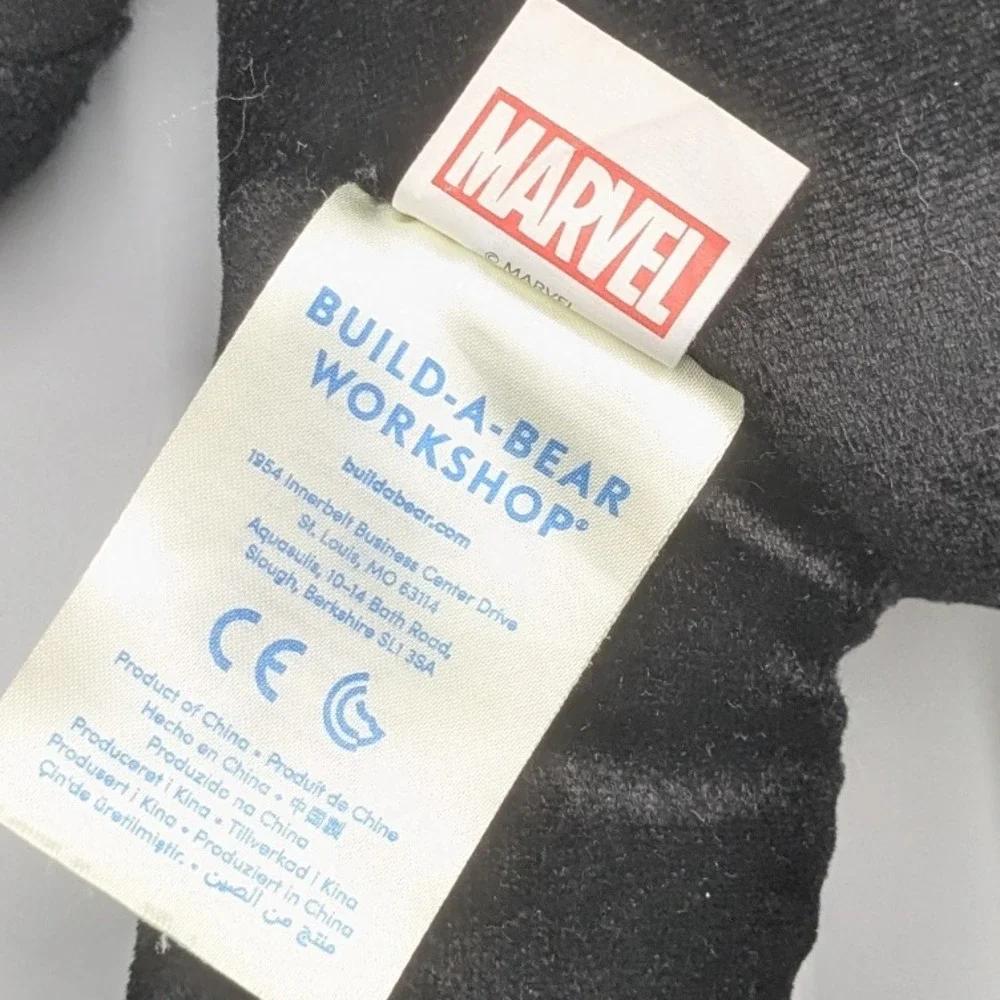 MARVEL
© MARVEL
BUILD-A-BEAR
WORKSHOP®
buildabear.com
1954 Innerbelt Business Center Drive
St. Louis, MO 63114
Aquasulis, 10-14 Bath Road,
Slough, Berkshire SL1 3SA
CE
Product of China • Produit de Chine
Hecho en China • 中国製
Produzido na China
Produceret i Kina • Tillverkad i Kina
Produsert i Kina • Produziert in China
Çin'de üretilmiştir. • منتج من الصين